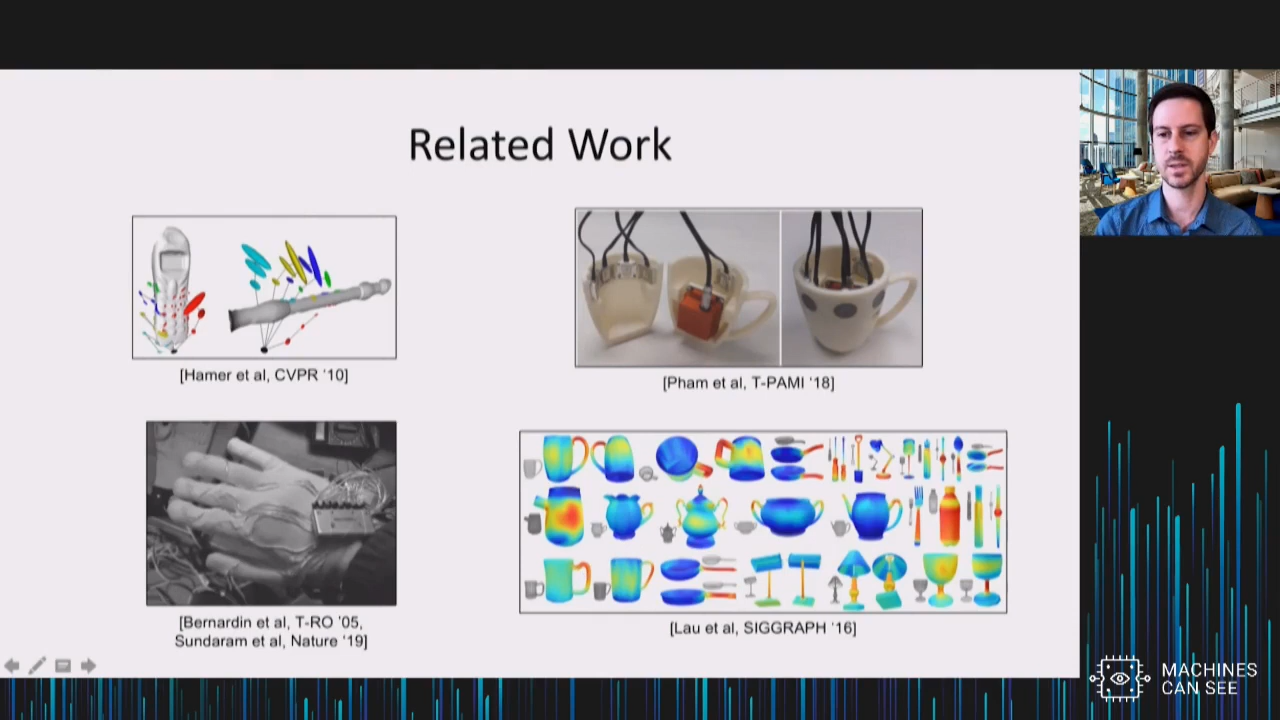 Related Work
[Hamer et al, CVPR '10]
[Pham et al, T-PAMI '18]
[Bernardin et al, T-RO '05,
Sundaram et al, Nature '19]
[Lau et al, SIGGRAPH '16]
MACHINES
CAN SEE